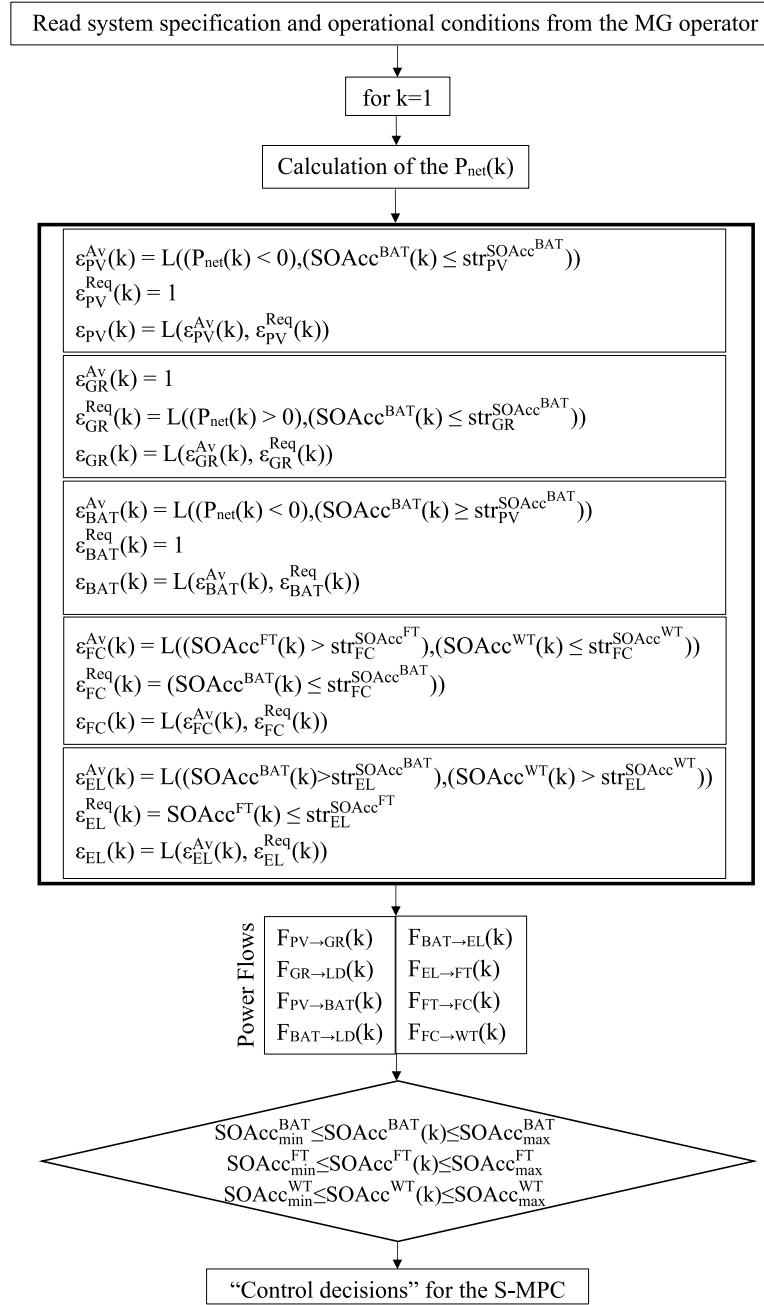 Read system specification and operational conditions from the MG operator
for k=1
Calculation of the Pₙₑₜ(k)
ε_PV^Av(k) = L((Pₙₑₜ(k) < 0),(SOAcc^BAT(k) ≤ str_PV^SOAcc^BAT))
ε_PV^Req(k) = 1
ε_PV(k) = L(ε_PV^Av(k), ε_PV^Req(k))
ε_GR^Av(k) = 1
ε_GR^Req(k) = L((Pₙₑₜ(k) > 0),(SOAcc^BAT(k) ≤ str_GR^SOAcc^BAT))
ε_GR(k) = L(ε_GR^Av(k), ε_GR^Req(k))
ε_BAT^Av(k) = L((Pₙₑₜ(k) < 0),(SOAcc^BAT(k) ≥ str_PV^SOAcc^BAT))
ε_BAT^Req(k) = 1
ε_BAT(k) = L(ε_BAT^Av(k), ε_BAT^Req(k))
ε_FC^Av(k) = L((SOAcc^FT(k) > str_FC^SOAcc^FT),(SOAcc^WT(k) ≤ str_FC^SOAcc^WT))
ε_FC^Req(k) = (SOAcc^BAT(k) ≤ str_FC^SOAcc^BAT))
ε_FC(k) = L(ε_FC^Av(k), ε_FC^Req(k))
ε_EL^Av(k) = L((SOAcc^BAT(k)>str_EL^SOAcc^BAT),(SOAcc^WT(k) > str_EL^SOAcc^WT))
ε_EL^Req(k) = SOAcc^FT(k) ≤ str_EL^SOAcc^FT
ε_EL(k) = L(ε_EL^Av(k), ε_EL^Req(k))
Power Flows
F_PV→GR(k)
F_GR→LD(k)
F_PV→BAT(k)
F_BAT→LD(k)
F_BAT→EL(k)
F_EL→FT(k)
F_FT→FC(k)
F_FC→WT(k)
SOAcc_min^BAT≤SOAcc^BAT(k)≤SOAcc_max^BAT
SOAcc_min^FT≤SOAcc^FT(k)≤SOAcc_max^FT
SOAcc_min^WT≤SOAcc^WT(k)≤SOAcc_max^WT
“Control decisions” for the S-MPC